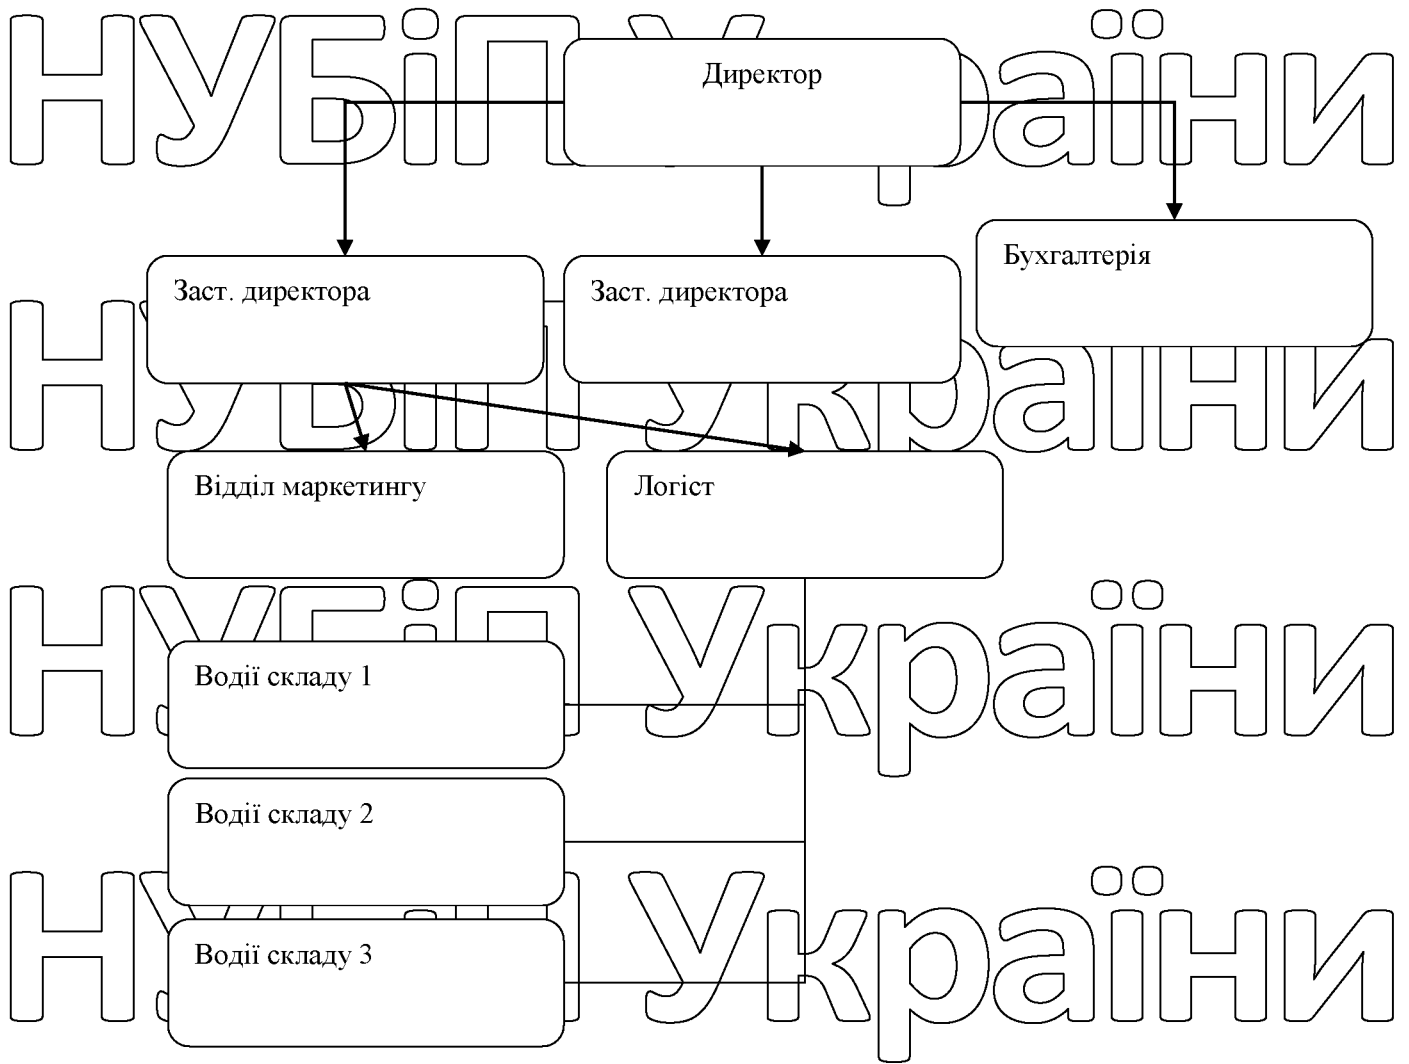 НУБіП України
Директор
Бухгалтерія
Заст. директора
Заст. директора
НУБіП України
Відділ маркетингу
Логіст
НУБіП України
Водії складу 1
Водії складу 2
НУБіП України
Водії складу 3